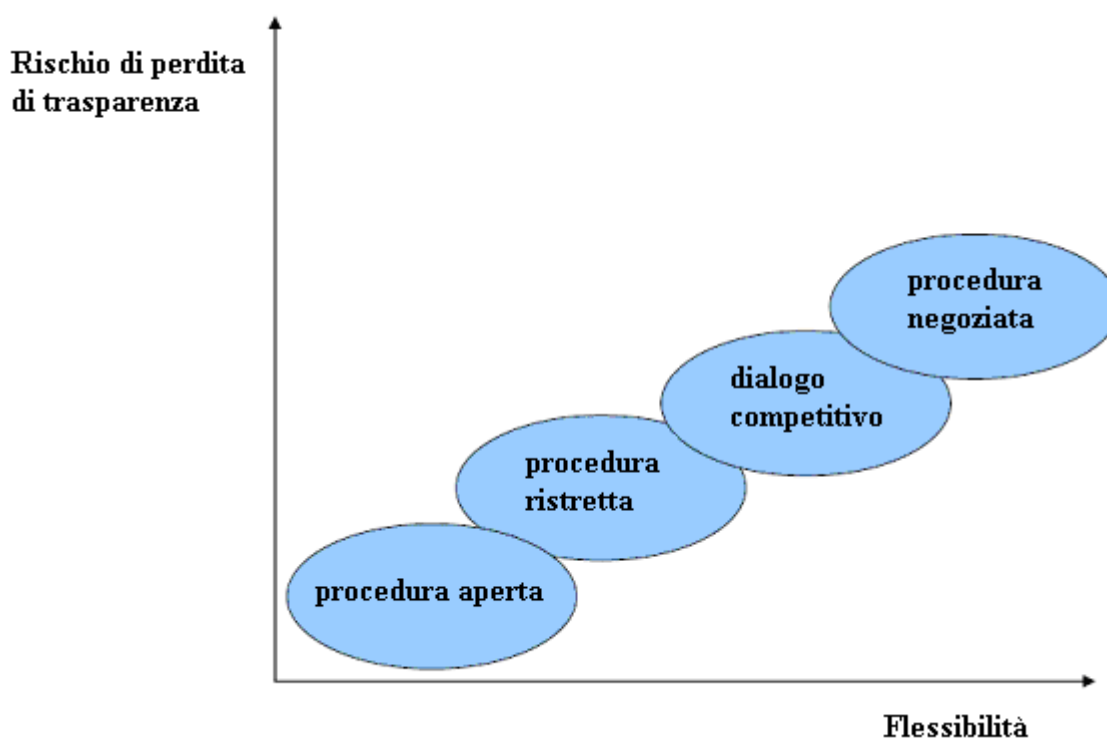 Rischio di perdita
di trasparenza
procedura
negoziata
dialogo
competitivo
procedura
ristretta
procedura aperta
Flessibilità